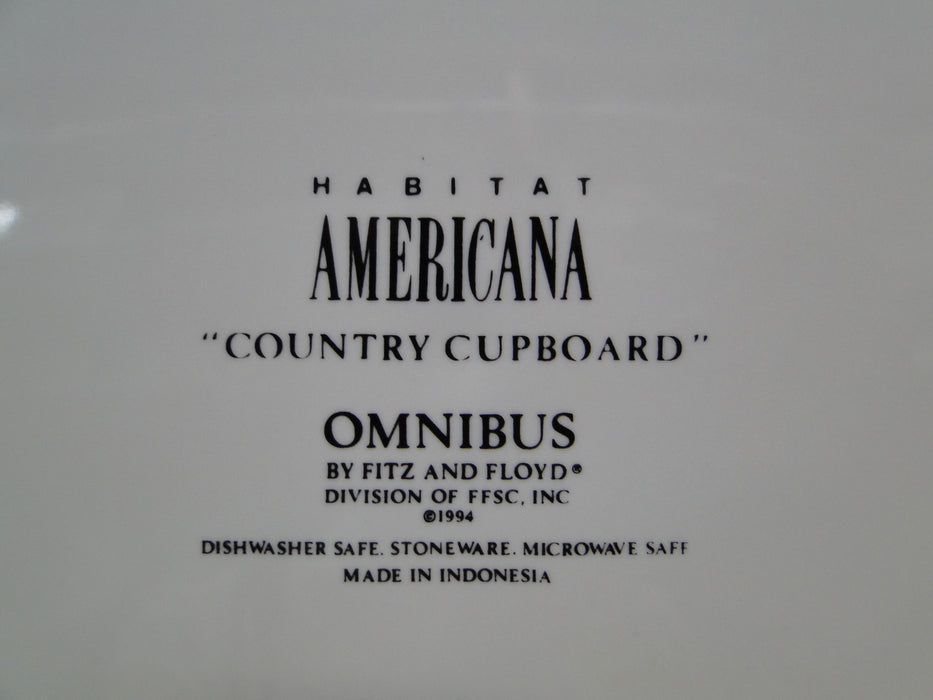 HABITAT
AMERICANA
"COUNTRY CUPBOARD"
OMNIBUS
BY FITZ AND FLOYD®
DIVISION OF FFSC, INC
©1994
DISHWASHER SAFE. STONEWARE. MICROWAVE SAFE
MADE IN INDONESIA